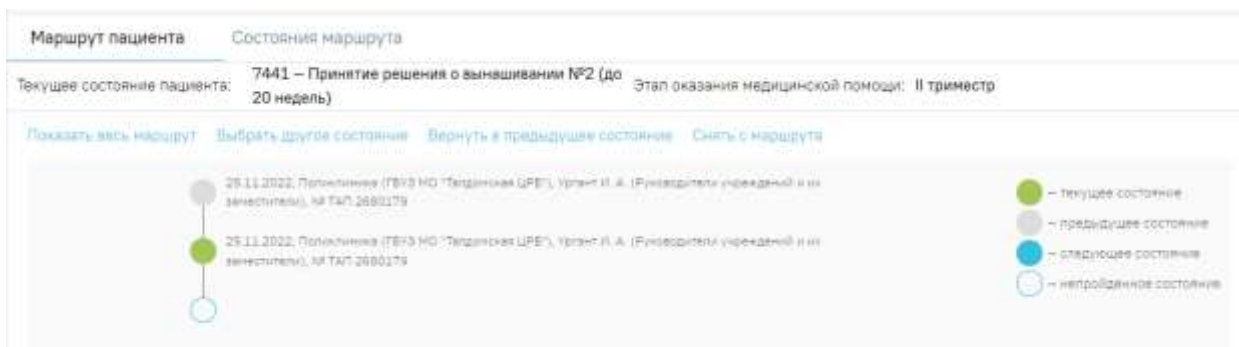 Маршрут пациента Состояния маршрута
Текущее состояние пациента: 7441 – Принятие решения о вынашивании №2 (до
20 недель) Этап оказания медицинской помощи: II триместр
Показать весь маршрут Выбрать другое состояние Вернуть в предыдущее состояние Снять с маршрута
25.11.2022, Поликлиника (ГБУЗ МО "Талдомская ЦРБ"), Ургант И. А. (Руководители учреждений и их
заместители), № ТАП 2680179
25.11.2022, Поликлиника (ГБУЗ МО "Талдомская ЦРБ"), Ургант И. А. (Руководители учреждений и их
заместители), № ТАП 2680179
– текущее состояние
– предыдущее состояние
– следующее состояние
– непройденное состояние